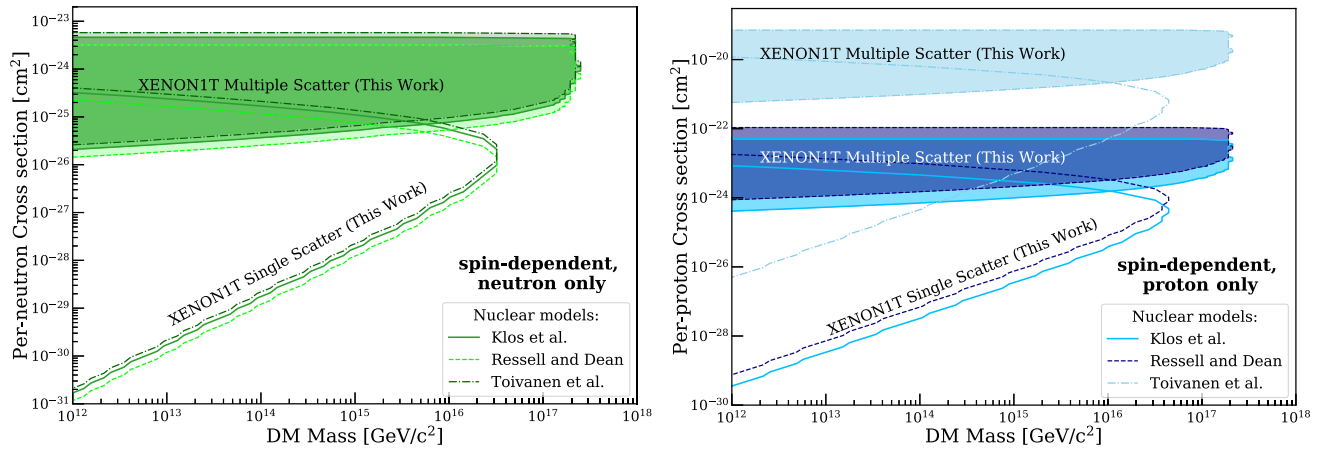 10⁻²³
10⁻²⁴
10⁻²⁵
10⁻²⁶
10⁻²⁷
10⁻²⁸
10⁻²⁹
10⁻³⁰
10⁻³¹
Per-neutron Cross section [cm²]
XENON1T Multiple Scatter (This Work)
XENON1T Single Scatter (This Work)
spin-dependent,
neutron only
Nuclear models:
Klos et al.
Ressell and Dean
Toivanen et al.
10¹² 10¹³ 10¹⁴ 10¹⁵ 10¹⁶ 10¹⁷ 10¹⁸
DM Mass [GeV/c²]
10⁻²⁰
10⁻²²
10⁻²⁴
10⁻²⁶
10⁻²⁸
10⁻³⁰
Per-proton Cross section [cm²]
XENON1T Multiple Scatter (This Work)
XENON1T Multiple Scatter (This Work)
XENON1T Single Scatter (This Work)
spin-dependent,
proton only
Nuclear models:
Klos et al.
Ressell and Dean
Toivanen et al.
10¹² 10¹³ 10¹⁴ 10¹⁵ 10¹⁶ 10¹⁷ 10¹⁸
DM Mass [GeV/c²]